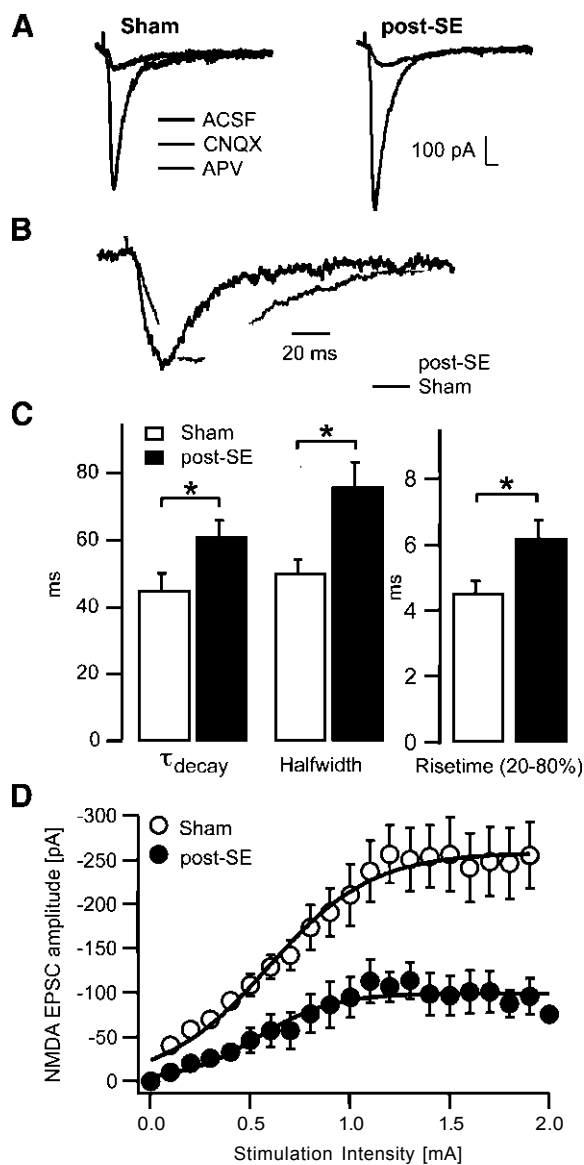 A
Sham
post-SE
ACSF
CNQX
APV
100 pA
B
20 ms
post-SE
Sham
C
Sham
post-SE
*
*
*
ms
80
60
40
20
0
τdecay
Halfwidth
ms
8
6
4
2
0
Risetime (20-80%)
D
Sham
post-SE
NMDA EPSC amplitude [pA]
-300
-250
-200
-150
-100
-50
0
0.0
0.5
1.0
1.5
2.0
Stimulation Intensity [mA]